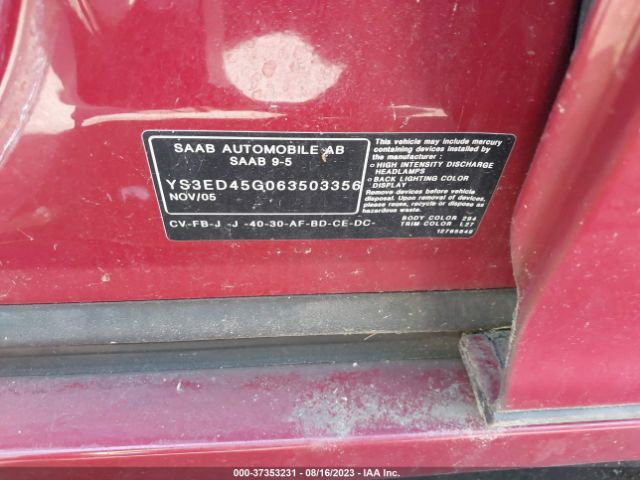 SAAB AUTOMOBILE AB
SAAB 9-5
YS3ED45G063503356
NOV/05
CV-FB-J -J -40-30-AF-BD-CE-DC-
This vehicle may include mercury
containing devices installed by
the manufacturer:
o HIGH INTENSITY DISCHARGE
HEADLAMPS
o BACK LIGHTING COLOR
DISPLAY
Remove devices before vehicle
disposal. Upon removal of devices,
please reuse, recycle or dispose as
hazardous waste.
BODY COLOR 294
TRIM COLOR L27
12765649
000-37353231 - 08/16/2023 - IAA Inc.